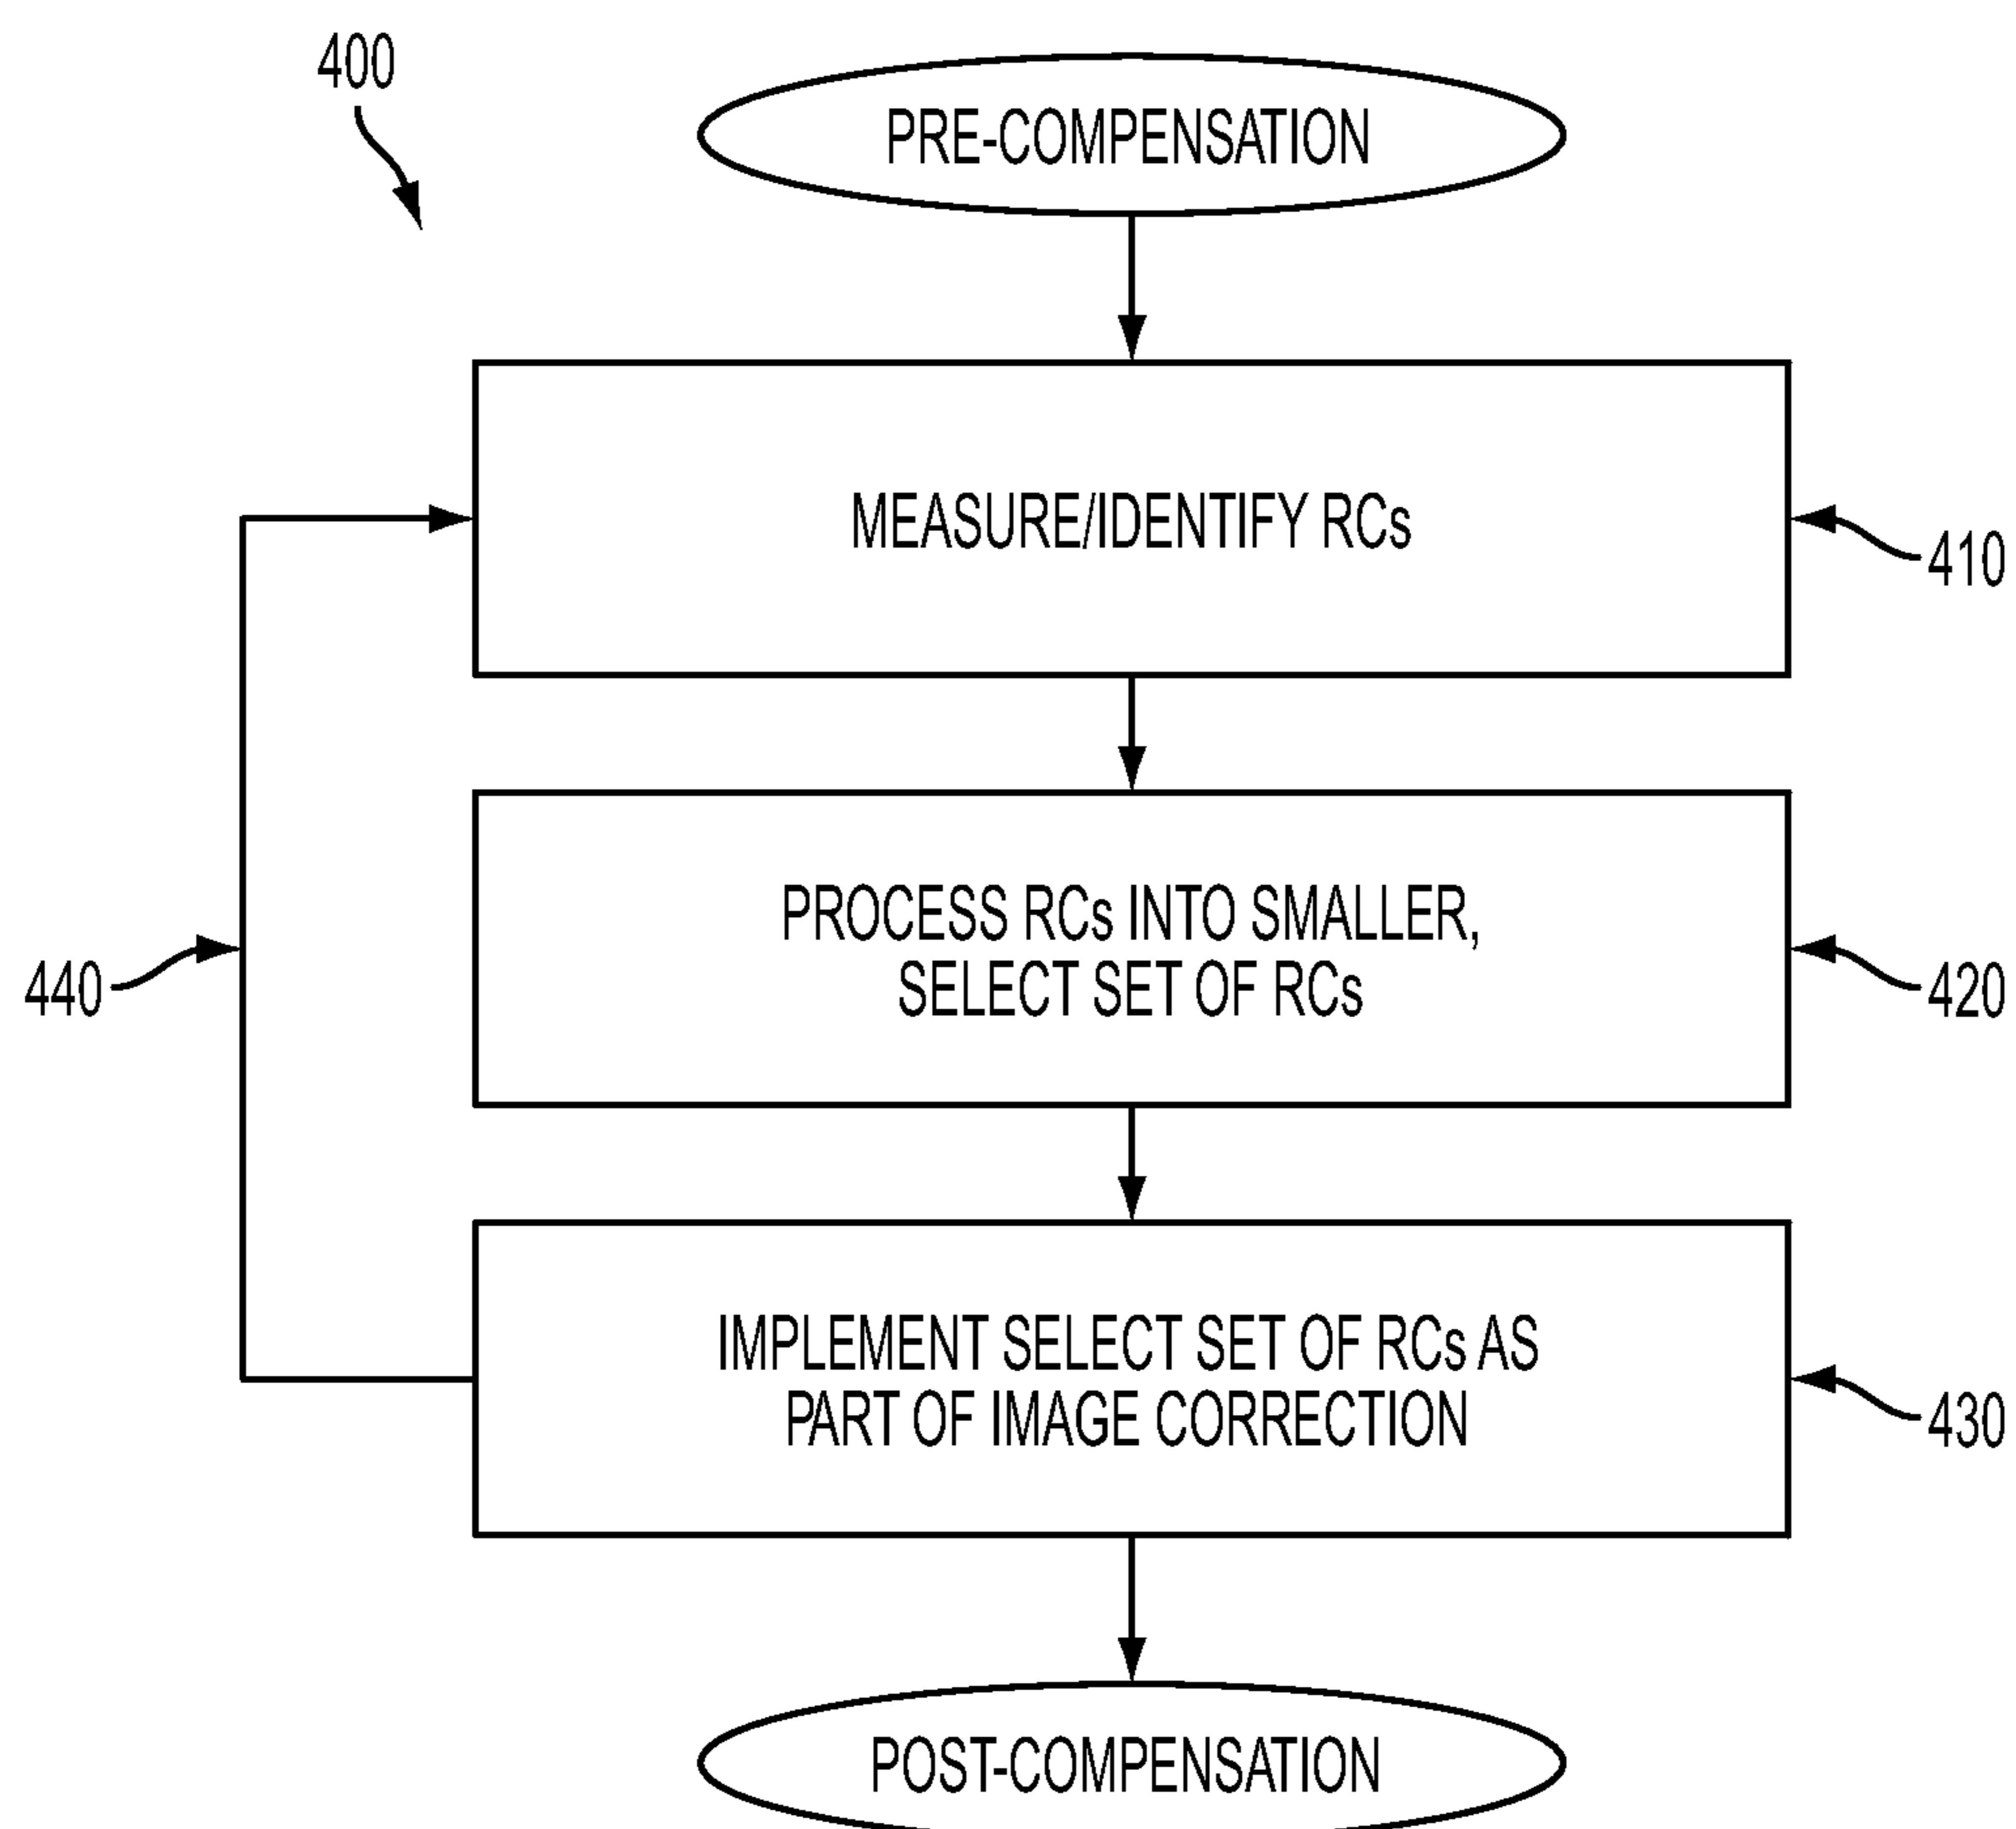 400
PRE-COMPENSATION
MEASURE/IDENTIFY RCs
410
PROCESS RCs INTO SMALLER,
SELECT SET OF RCs
440
420
IMPLEMENT SELECT SET OF RCs AS
PART OF IMAGE CORRECTION
430
POST-COMPENSATION